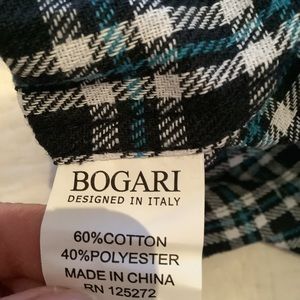 BOGARI
DESIGNED IN ITALY
60%COTTON
40%POLYESTER
MADE IN CHINA
RN 125272